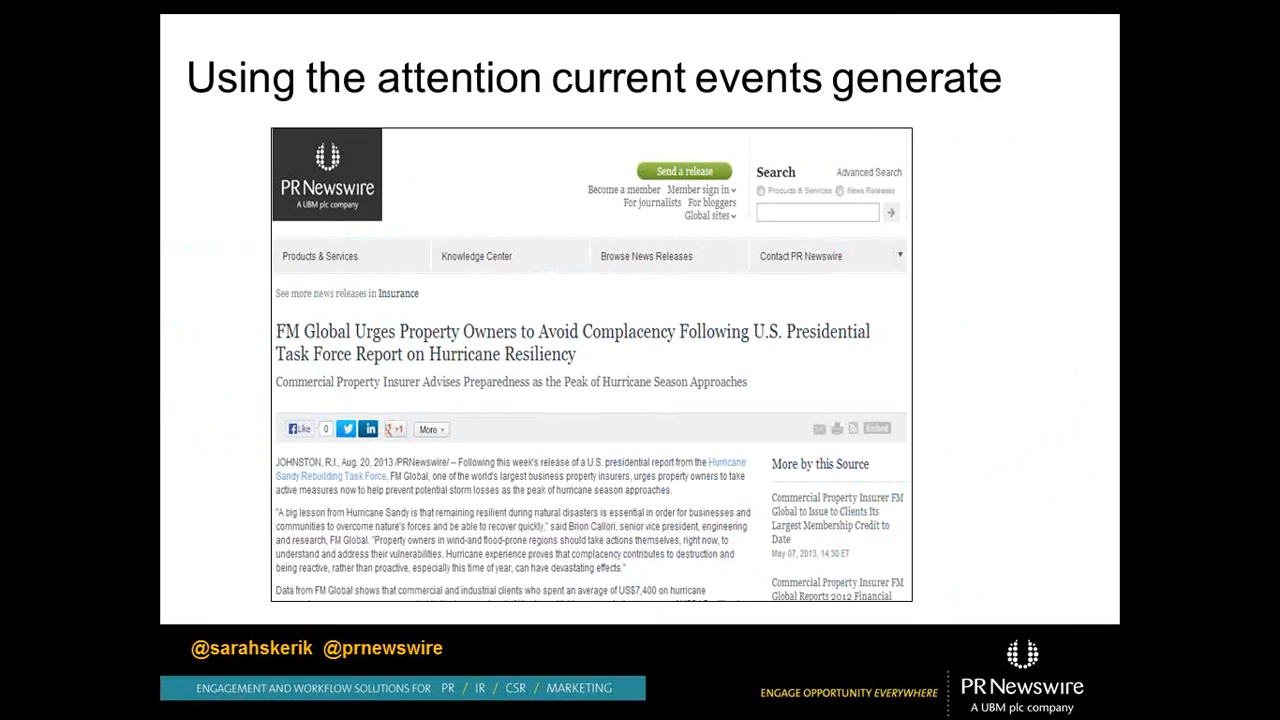 Using the attention current events generate
PR Newswire
A UBM plc company
Send a release
Become a member Member sign in
For journalists For bloggers
Global sites
Search Advanced Search
Products & Services News Releases
Products & Services Knowledge Center Browse News Releases Contact PR Newswire
See more news releases in Insurance
FM Global Urges Property Owners to Avoid Complacency Following U.S. Presidential
Task Force Report on Hurricane Resiliency
Commercial Property Insurer Advises Preparedness as the Peak of Hurricane Season Approaches
Like 0 in g +1 More Embed
JOHNSTON, R.I., Aug. 20, 2013 /PRNewswire/ -- Following this week's release of a U.S. presidential report from the Hurricane
Sandy Rebuilding Task Force, FM Global, one of the world's largest business property insurers, urges property owners to take
active measures now to help prevent potential storm losses as the peak of hurricane season approaches.
"A big lesson from Hurricane Sandy is that remaining resilient during natural disasters is essential in order for businesses and
communities to overcome nature's forces and be able to recover quickly," said Brion Callori, senior vice president, engineering
and research, FM Global. "Property owners in wind-and flood-prone regions should take actions themselves, right now, to
understand and address their vulnerabilities. Hurricane experience proves that complacency contributes to destruction and
being reactive, rather than proactive, especially this time of year, can have devastating effects."
Data from FM Global shows that commercial and industrial clients who spent an average of US$7,400 on hurricane
More by this Source
Commercial Property Insurer FM
Global to Issue to Clients Its
Largest Membership Credit to
Date
May 07, 2013, 14:30 ET
Commercial Property Insurer FM
Global Reports 2012 Financial
@sarahskerik @prnewswire
ENGAGEMENT AND WORKFLOW SOLUTIONS FOR PR / IR / CSR / MARKETING
ENGAGE OPPORTUNITY EVERYWHERE
PR Newswire
A UBM plc company